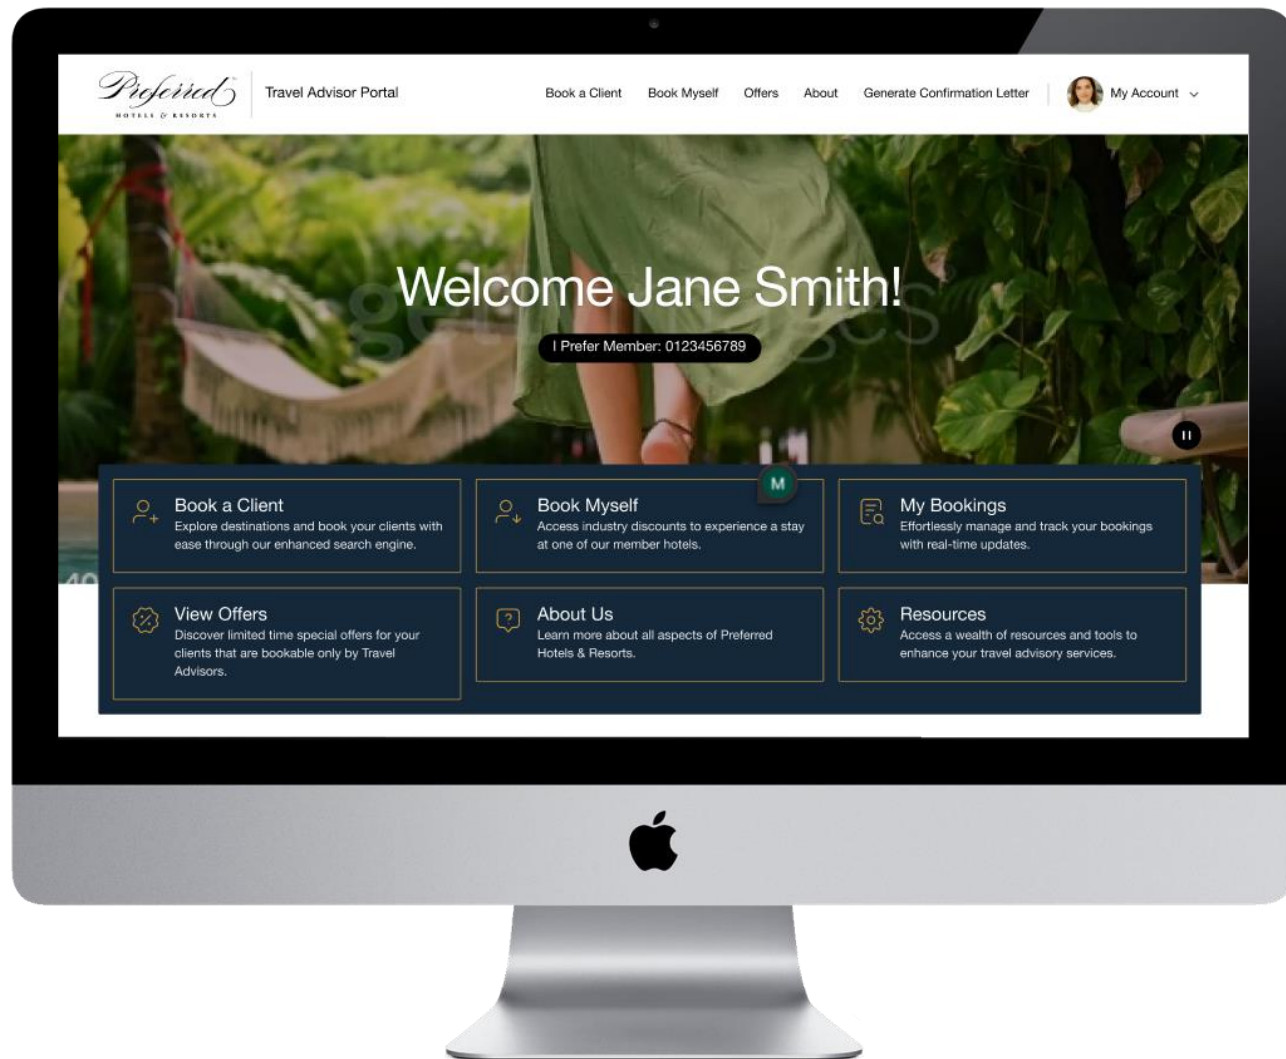 Preferred
HOTELS & RESORTS
Travel Advisor Portal
Book a Client
Book Myself
Offers
About
Generate Confirmation Letter
My Account
Welcome Jane Smith!
I Prefer Member: 0123456789
M
Book a Client
Explore destinations and book your clients with
ease through our enhanced search engine.
Book Myself
Access industry discounts to experience a stay
at one of our member hotels.
My Bookings
Effortlessly manage and track your bookings
with real-time updates.
View Offers
Discover limited time special offers for your
clients that are bookable only by Travel
Advisors.
About Us
Learn more about all aspects of Preferred
Hotels & Resorts.
Resources
Access a wealth of resources and tools to
enhance your travel advisory services.